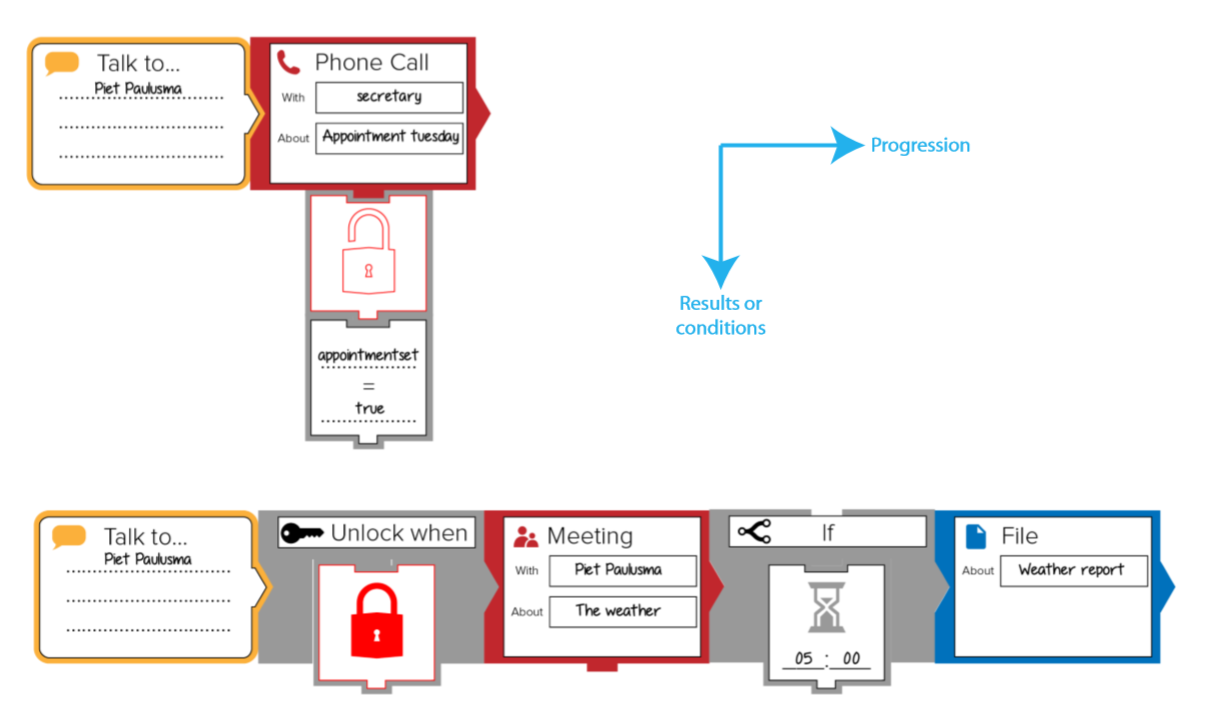 Talk to...
Piet Paulusma
Phone Call
With secretary
About Appointment tuesday
appointmentset
=
true
Progression
Results or
conditions
Talk to...
Piet Paulusma
Unlock when
Meeting
With Piet Paulusma
About The weather
If
05 : 00
File
About Weather report